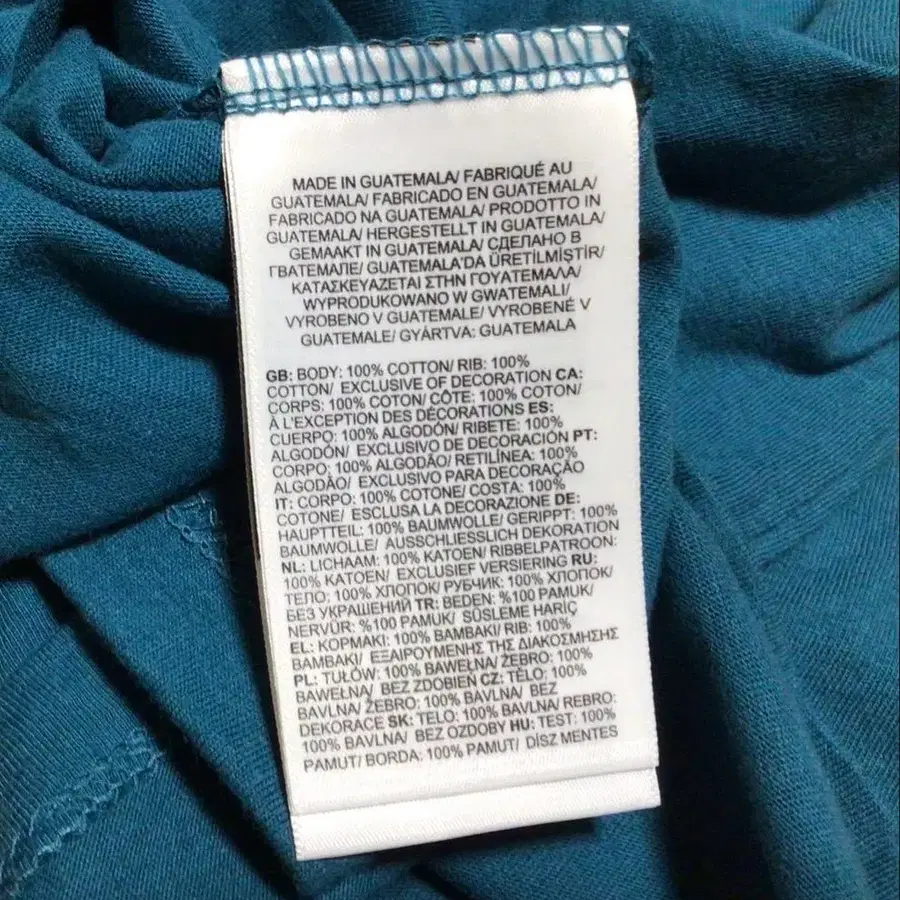 MADE IN GUATEMALA/ FABRIQUÉ AU
GUATEMALA/ FABRICADO EN GUATEMALA/
FABRICADO NA GUATEMALA/ PRODOTTO IN
GUATEMALA/ HERGESTELLT IN GUATEMALA/
GEMAAKT IN GUATEMALA/ СДЕЛАНО В
ГВАТЕМАЛЕ/ GUATEMALA'DA ÜRETİLMİŞTİR/
ΚΑΤΑΣΚΕΥΑΖΕΤΑΙ ΣΤΗΝ ΓΟΥΑΤΕΜΑΛΑ/
WYPRODUKOWANO W GWATEMALI/
VYROBENO V GUATEMALE/ VYROBENÉ V
GUATEMALE/ GYÁRTVA: GUATEMALA
GB: BODY: 100% COTTON/ RIB: 100%
COTTON/ EXCLUSIVE OF DECORATION CA:
CORPS: 100% COTON/ CÔTE: 100% COTON/
À L'EXCEPTION DES DÉCORATIONS ES:
CUERPO: 100% ALGODÓN/ RIBETE: 100%
ALGODÓN/ EXCLUSIVO DE DECORACIÓN PT:
CORPO: 100% ALGODÃO/ RETILÍNEA: 100%
ALGODÃO/ EXCLUSIVO PARA DECORAÇÃO
IT: CORPO: 100% COTONE/ COSTA: 100%
COTONE/ ESCLUSA LA DECORAZIONE DE:
HAUPTTEIL: 100% BAUMWOLLE/ GERIPPT: 100%
BAUMWOLLE/ AUSSCHLIESSLICH DEKORATION
NL: LICHAAM: 100% KATOEN/ RIBBELPATROON:
100% KATOEN/ EXCLUSIEF VERSIERING RU:
ТЕЛО: 100% ХЛОПОК/ РУБЧИК: 100% ХЛОПОК/
БЕЗ УКРАШЕНИЙ TR: BEDEN: %100 PAMUK/
NERVÜR: %100 PAMUK/ SÜSLEME HARİÇ
EL: ΚΟΡΜΑΚΙ: 100% ΒΑΜΒΑΚΙ/ RIB: 100%
ΒΑΜΒΑΚΙ/ ΕΞΑΙΡΟΥΜΕΝΗΣ ΤΗΣ ΔΙΑΚΟΣΜΗΣΗΣ
PL: TUŁÓW: 100% BAWEŁNA/ ŻEBRO: 100%
BAWEŁNA/ BEZ ZDOBIEN CZ: TĚLO: 100%
BAVLNA/ ŽEBRO: 100% BAVLNA/ BEZ
DEKORACE SK: TELO: 100% BAVLNA/ REBRO:
100% BAVLNA/ BEZ OZDOBY HU: TEST: 100%
PAMUT/ BORDA: 100% PAMUT/ DÍSZ MENTES